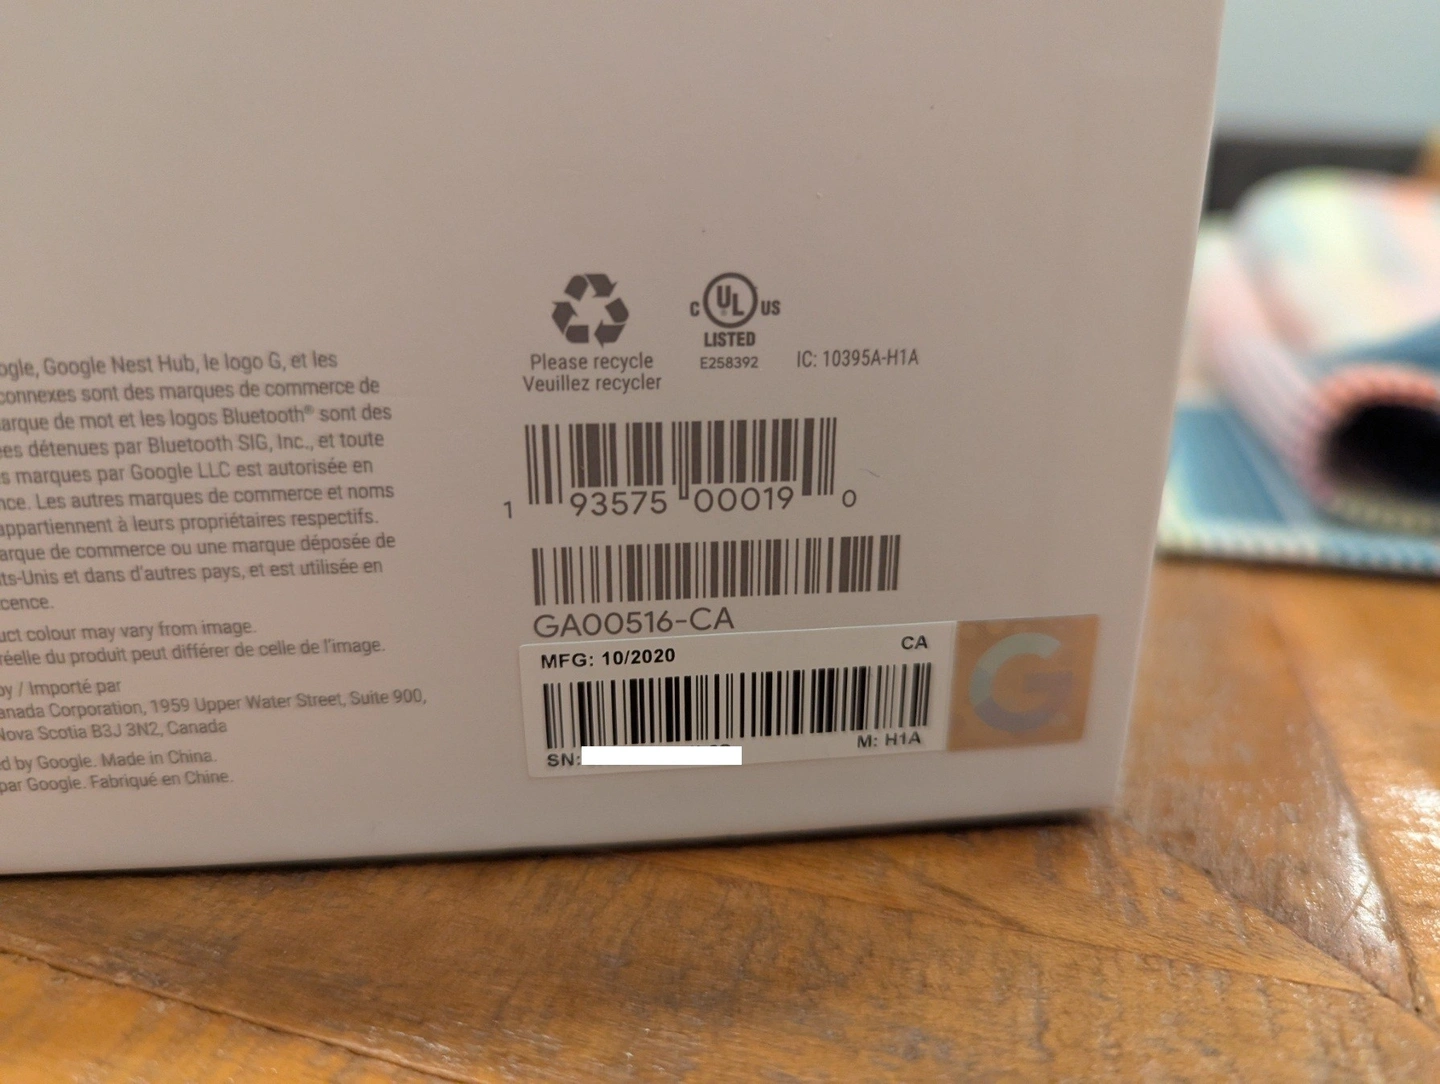 ogle, Google Nest Hub, le logo G, et les
connexes sont des marques de commerce de
arque de mot et les logos Bluetooth® sont des
es détenues par Bluetooth SIG, Inc., et toute
s marques par Google LLC est autorisée en
nce. Les autres marques de commerce et noms
appartiennent à leurs propriétaires respectifs.
arque de commerce ou une marque déposée de
ts-Unis et dans d'autres pays, et est utilisée en
cence.
uct colour may vary from image.
réelle du produit peut différer de celle de l'image.
by / Importé par
anada Corporation, 1959 Upper Water Street, Suite 900,
Nova Scotia B3J 3N2, Canada
d by Google. Made in China.
par Google. Fabriqué en Chine.
Please recycle
Veuillez recycler
C UL US
LISTED
E258392
IC: 10395A-H1A
1 93575 00019 0
GA00516-CA
MFG: 10/2020 CA
SN: M: H1A
G